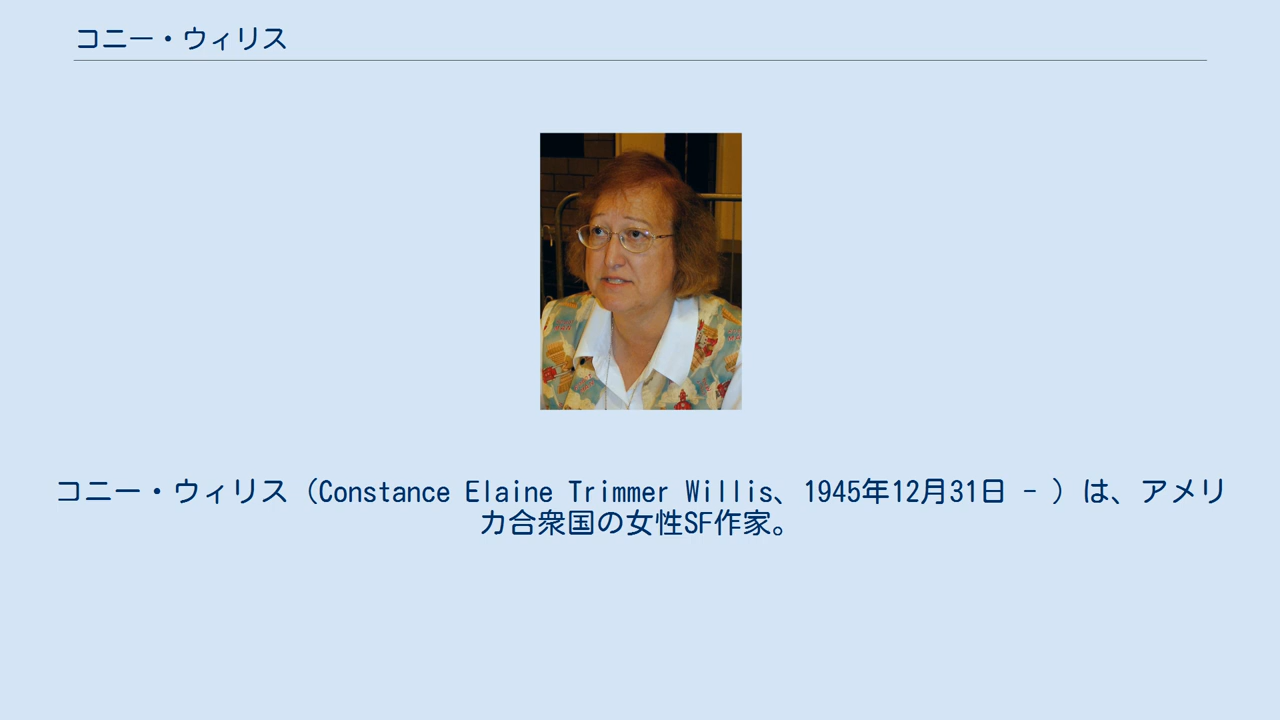 コニー・ウィリス
コニー・ウィリス（Constance Elaine Trimmer Willis、1945年12月31日 - ）は、アメリ
カ合衆国の女性SF作家。